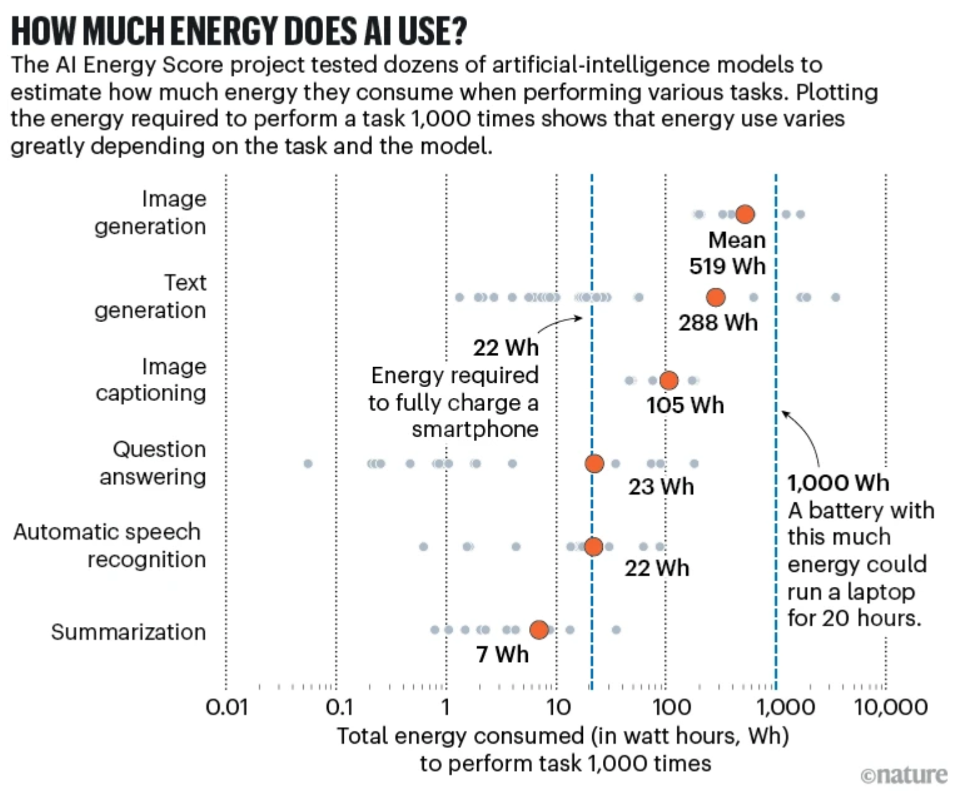 HOW MUCH ENERGY DOES AI USE?
The AI Energy Score project tested dozens of artificial-intelligence models to
estimate how much energy they consume when performing various tasks. Plotting
the energy required to perform a task 1,000 times shows that energy use varies
greatly depending on the task and the model.
Image
generation
Mean
519 Wh
Text
generation
288 Wh
22 Wh
Energy required
to fully charge a
smartphone
Image
captioning
105 Wh
Question
answering
23 Wh
1,000 Wh
A battery with
this much
energy could
run a laptop
for 20 hours.
Automatic speech
recognition
22 Wh
Summarization
7 Wh
0.01
0.1
1
10
100
1,000
10,000
Total energy consumed (in watt hours, Wh)
to perform task 1,000 times
©nature